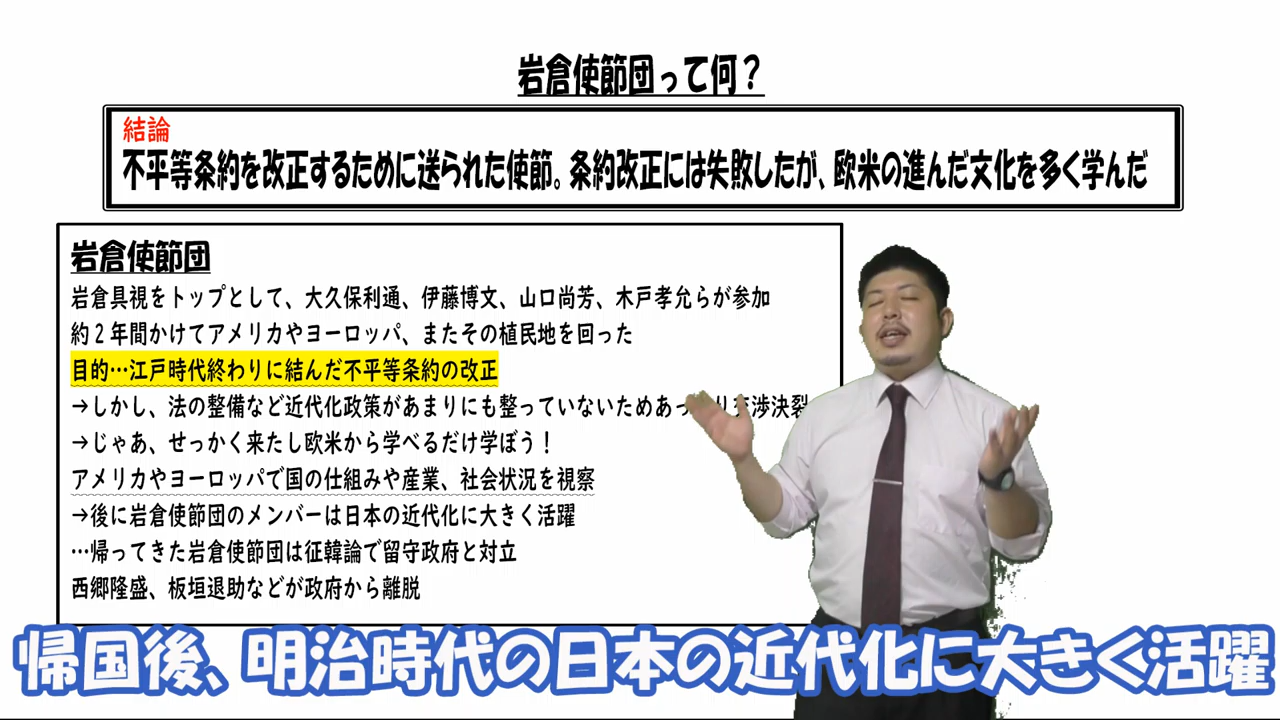 岩倉使節団って何？
結論
不平等条約を改正するために送られた使節。条約改正には失敗したが、欧米の進んだ文化を多く学んだ
岩倉使節団
岩倉具視をトップとして、大久保利通、伊藤博文、山口尚芳、木戸孝允らが参加
約２年間かけてアメリカやヨーロッパ、またその植民地を回った
目的…江戸時代終わりに結んだ不平等条約の改正
→しかし、法の整備など近代化政策があまりにも整っていないためあっ り交渉決裂
→じゃあ、せっかく来たし欧米から学べるだけ学ぼう！
アメリカやヨーロッパで国の仕組みや産業、社会状況を視察
→後に岩倉使節団のメンバーは日本の近代化に大きく活躍
…帰ってきた岩倉使節団は征韓論で留守政府と対立
西郷隆盛、板垣退助などが政府から離脱
帰国後、明治時代の日本の近代化に大きく活躍